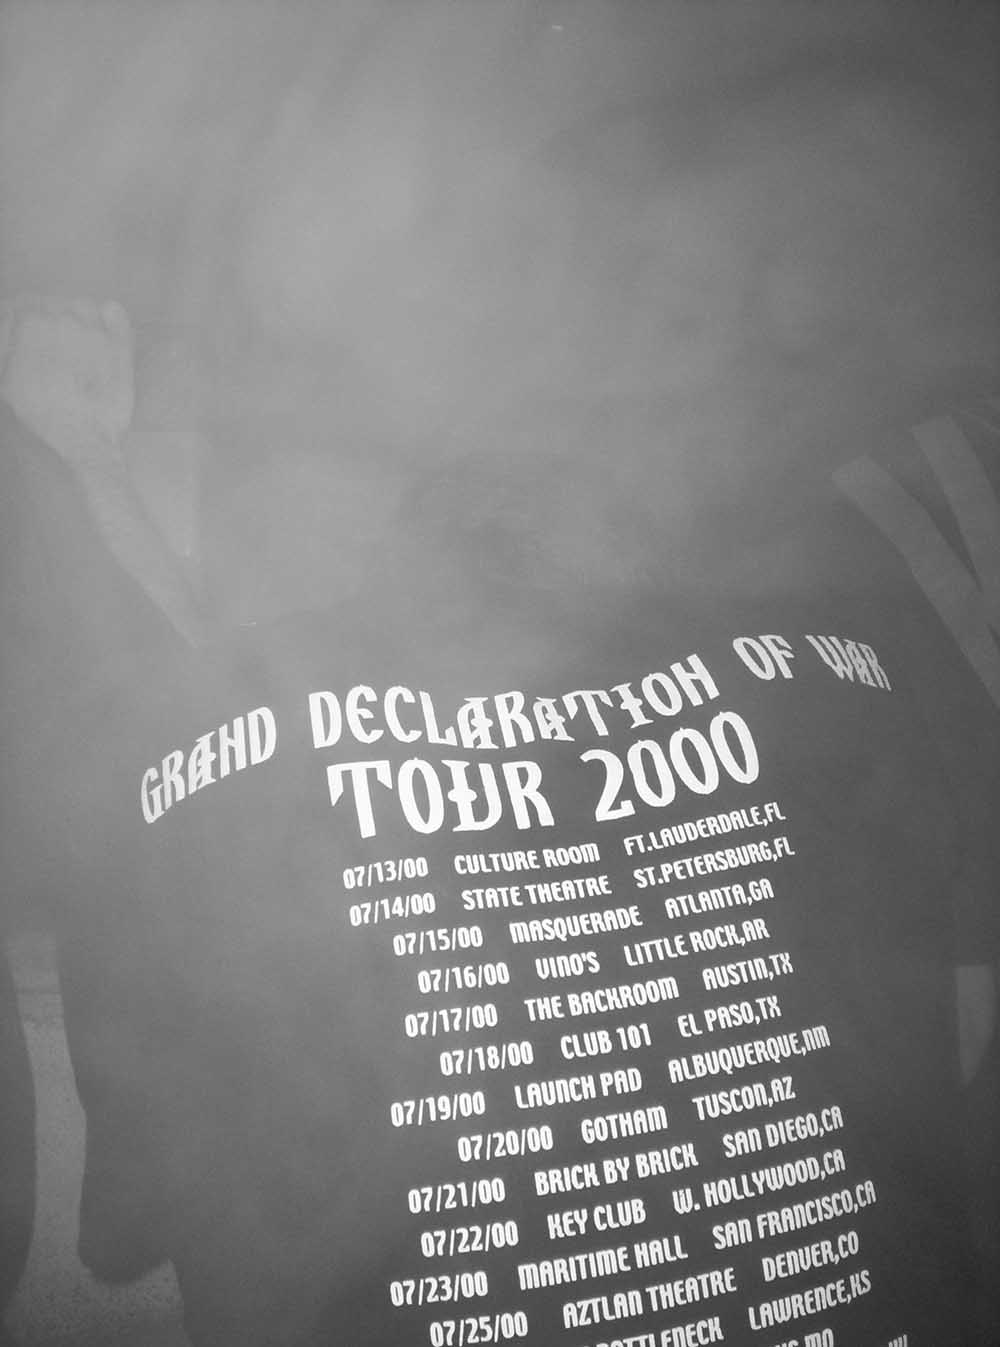 GRAND DECLARATION OF WAR
TOUR 2000
07/13/00 CULTURE ROOM FT.LAUDERDALE,FL
07/14/00 STATE THEATRE ST.PETERSBURG,FL
07/15/00 MASQUERADE ATLANTA,GA
07/16/00 VINO'S LITTLE ROCK,AR
07/17/00 THE BACKROOM AUSTIN,TX
07/18/00 CLUB 101 EL PASO,TX
07/19/00 LAUNCH PAD ALBUQUERQUE,NM
07/20/00 GOTHAM TUSCON,AZ
07/21/00 BRICK BY BRICK SAN DIEGO,CA
07/22/00 KEY CLUB W. HOLLYWOOD,CA
07/23/00 MARITIME HALL SAN FRANCISCO,CA
07/25/00 AZTLAN THEATRE DENVER,CO
BOTTLENECK LAWRENCE,KS
MO